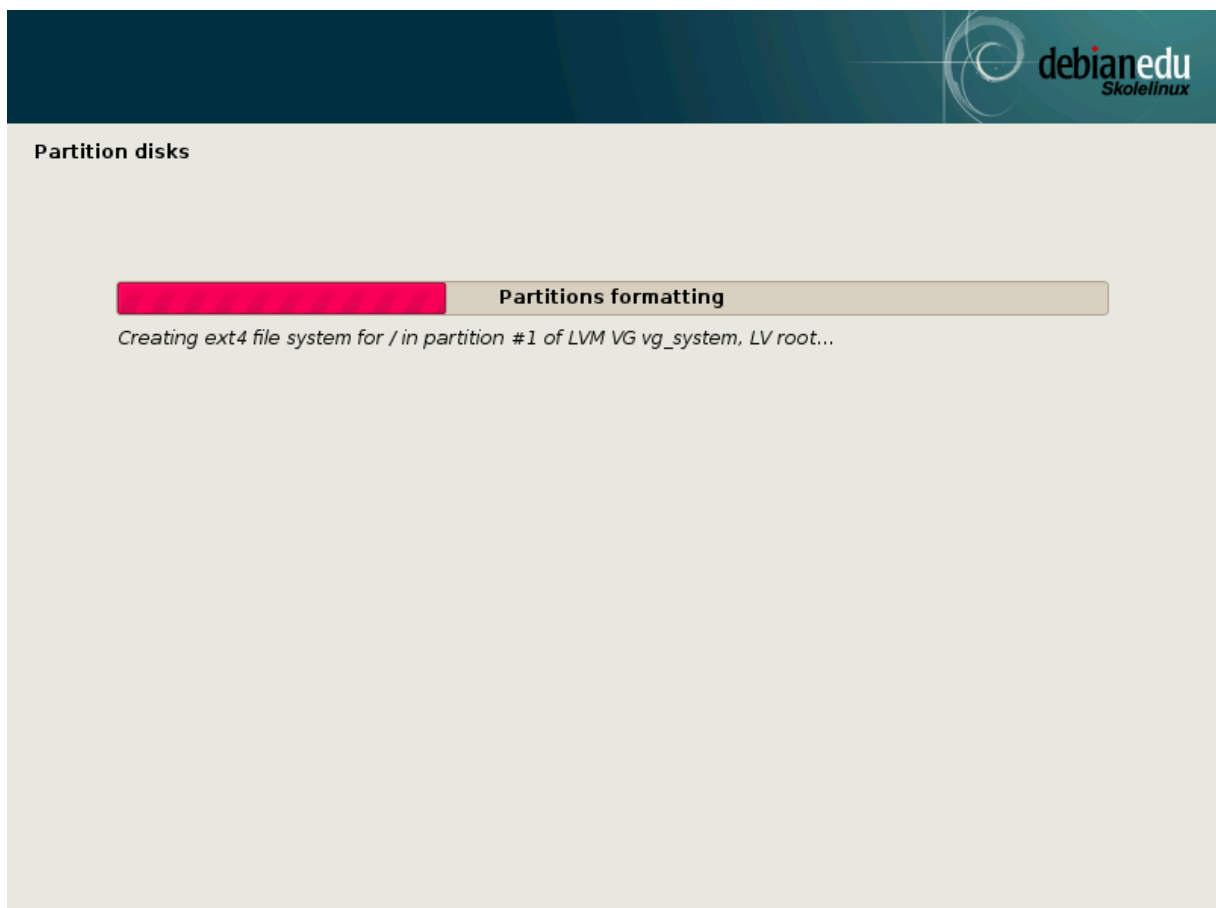 debianedu
Skolelinux
Partition disks
Partitions formatting
Creating ext4 file system for / in partition #1 of LVM VG vg_system, LV root...